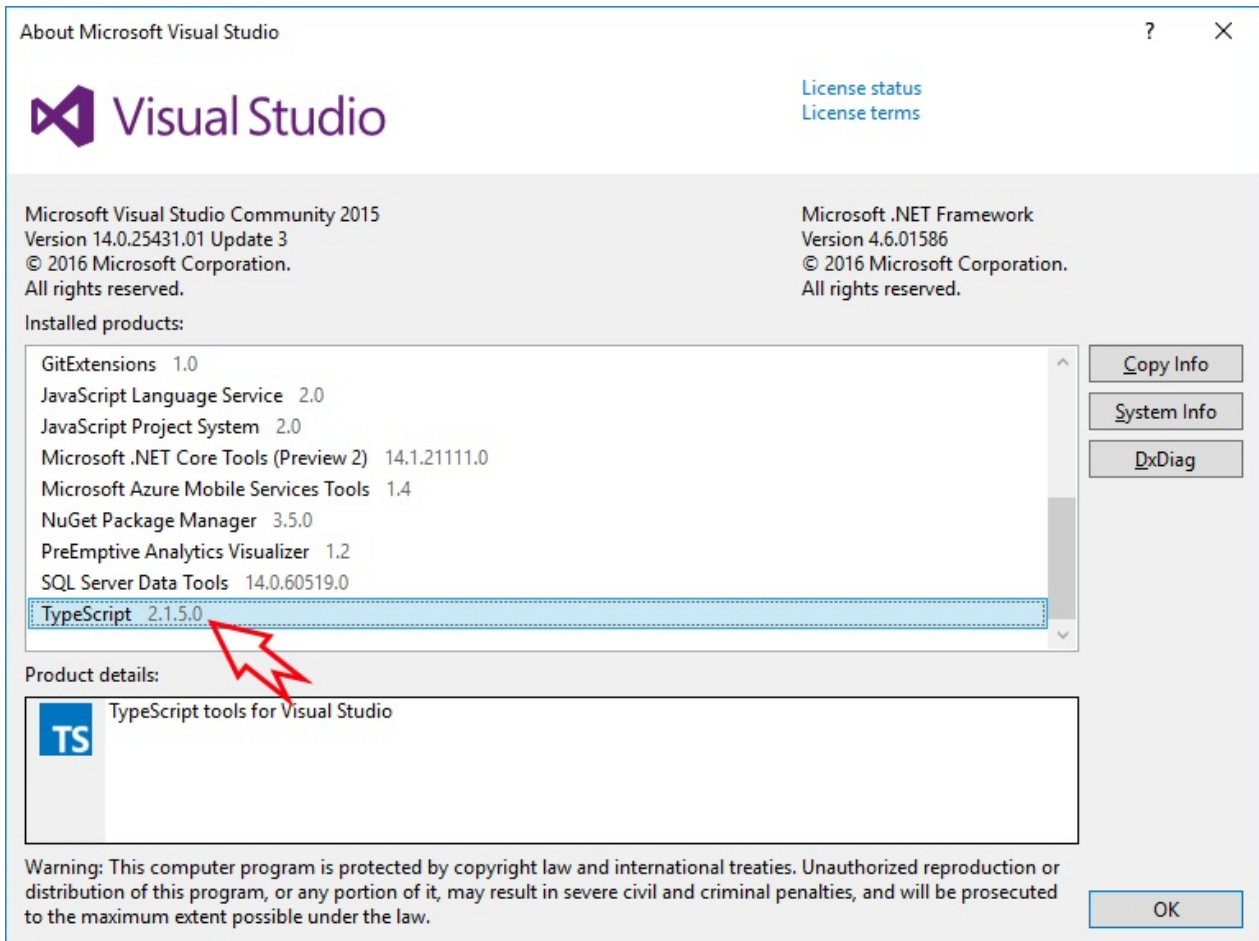 About Microsoft Visual Studio
?
Visual Studio
License status
License terms
Microsoft Visual Studio Community 2015
Version 14.0.25431.01 Update 3
© 2016 Microsoft Corporation.
All rights reserved.
Microsoft .NET Framework
Version 4.6.01586
© 2016 Microsoft Corporation.
All rights reserved.
Installed products:
GitExtensions 1.0
JavaScript Language Service 2.0
JavaScript Project System 2.0
Microsoft .NET Core Tools (Preview 2) 14.1.21111.0
Microsoft Azure Mobile Services Tools 1.4
NuGet Package Manager 3.5.0
PreEmptive Analytics Visualizer 1.2
SQL Server Data Tools 14.0.60519.0
TypeScript 2.1.5.0
Copy Info
System Info
DxDiag
Product details:
TS
TypeScript tools for Visual Studio
Warning: This computer program is protected by copyright law and international treaties. Unauthorized reproduction or
distribution of this program, or any portion of it, may result in severe civil and criminal penalties, and will be prosecuted
to the maximum extent possible under the law.
OK